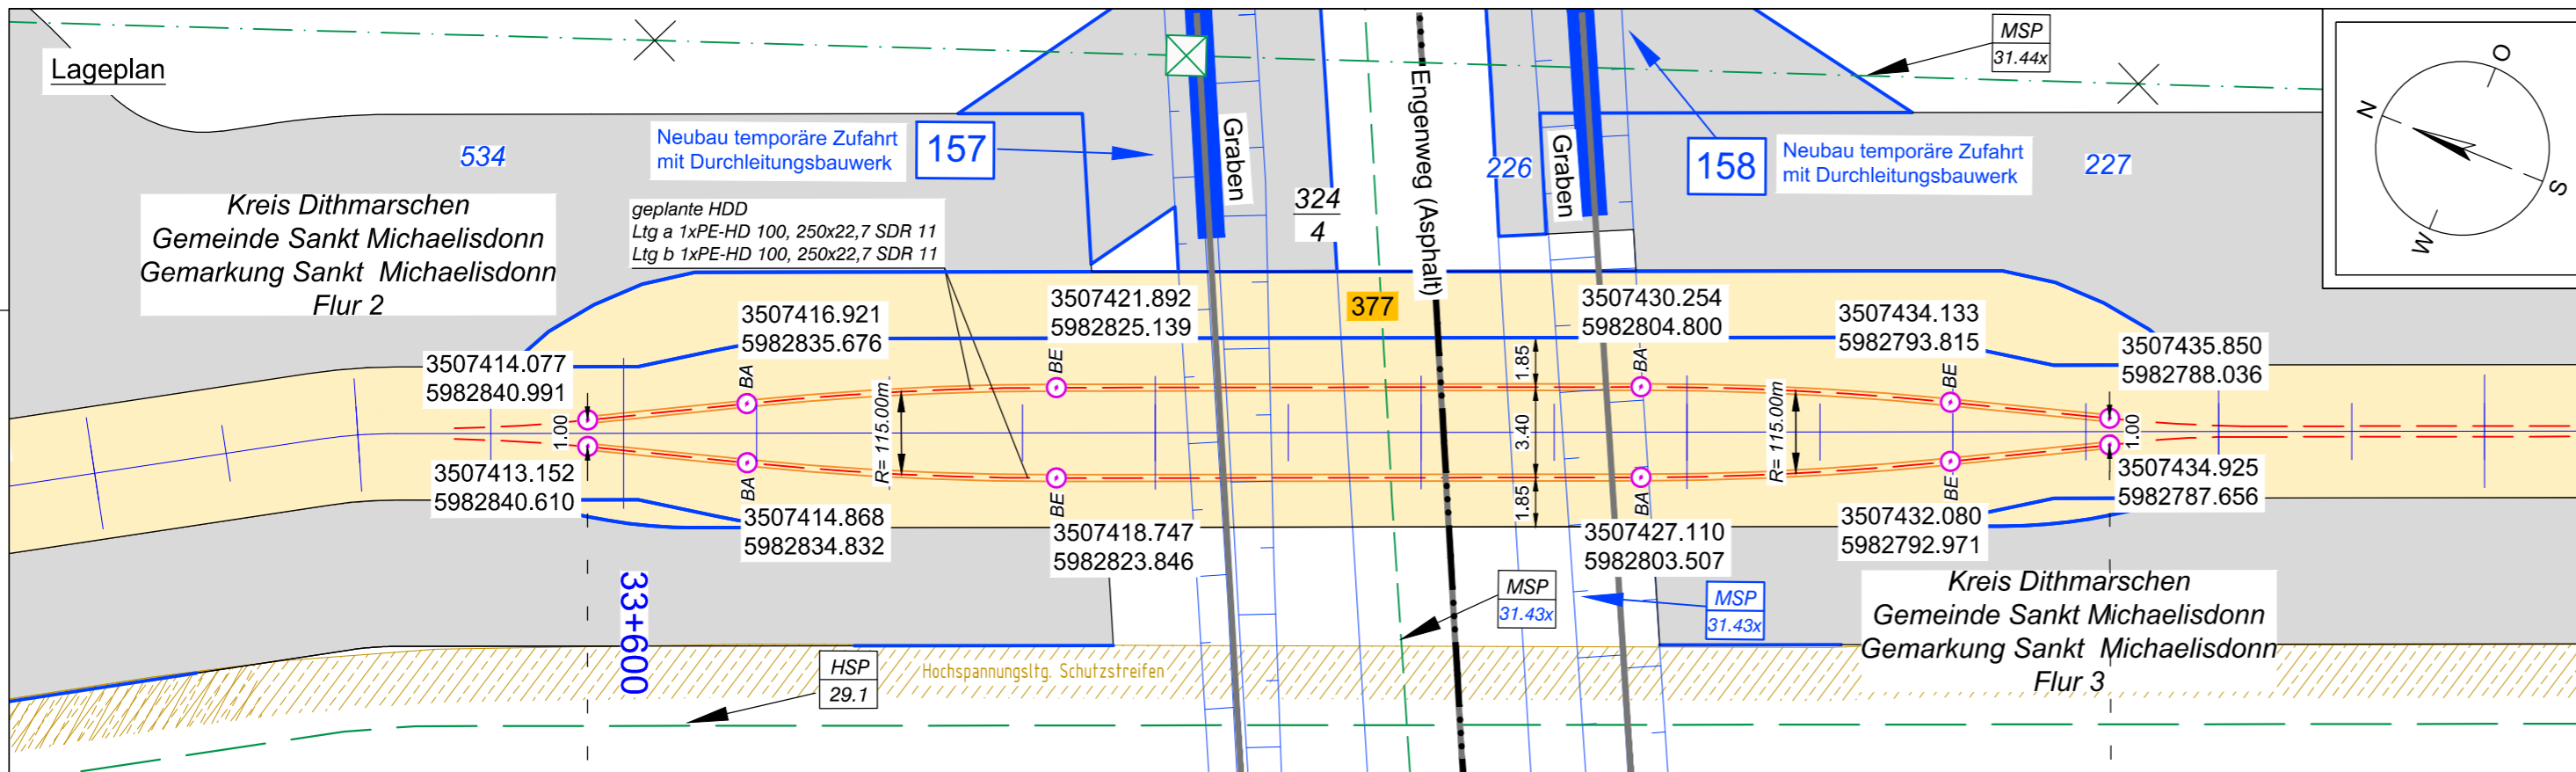 Lageplan
MSP
31.44x
N
O
S
W
534
Neubau temporäre Zufahrt
mit Durchleitungsbauwerk
157
Graben
324
4
Engenweg (Asphalt)
226
Graben
158
Neubau temporäre Zufahrt
mit Durchleitungsbauwerk
227
Kreis Dithmarschen
Gemeinde Sankt Michaelisdonn
Gemarkung Sankt Michaelisdonn
Flur 2
geplante HDD
Ltg a 1xPE-HD 100, 250x22,7 SDR 11
Ltg b 1xPE-HD 100, 250x22,7 SDR 11
3507414.077
5982840.991
3507416.921
5982835.676
3507421.892
5982825.139
377
3507430.254
5982804.800
3507434.133
5982793.815
3507435.850
5982788.036
BA
BE
BA
BE
1.00
R= 115.00m
1.85
3.40
1.85
R= 115.00m
1.00
BA
BE
BA
BE
3507413.152
5982840.610
3507414.868
5982834.832
3507418.747
5982823.846
3507427.110
5982803.507
3507432.080
5982792.971
3507434.925
5982787.656
33+600
MSP
31.43x
MSP
31.43x
Kreis Dithmarschen
Gemeinde Sankt Michaelisdonn
Gemarkung Sankt Michaelisdonn
Flur 3
HSP
29.1
Hochspannungsltg. Schutzstreifen